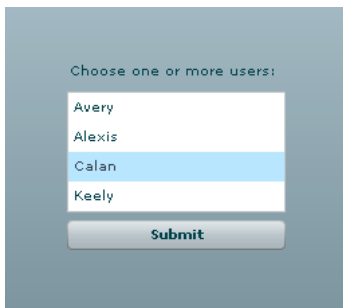 Choose one or more users:
Avery
Alexis
Calan
Keely
Submit